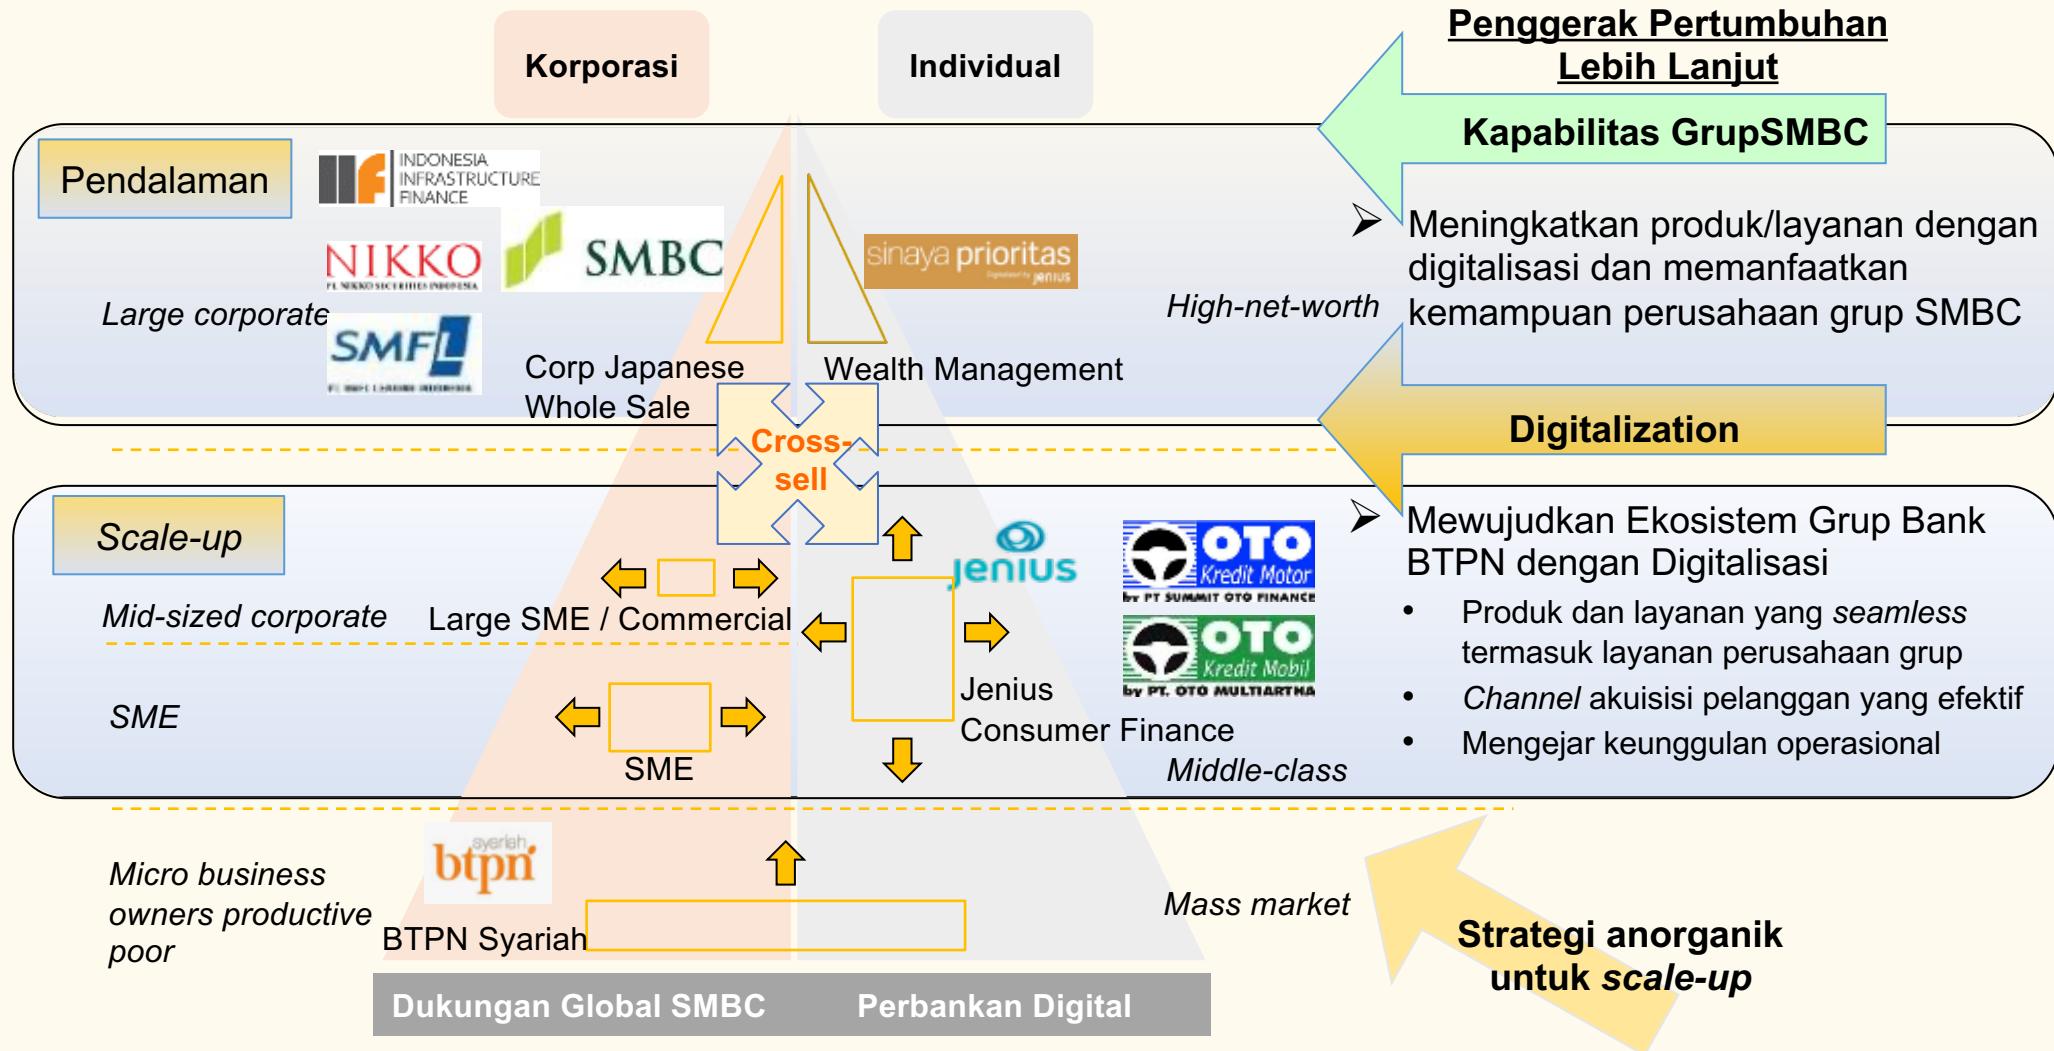 Korporasi
Individual
Penggerak Pertumbuhan
Lebih Lanjut
Kapabilitas GrupSMBC
Pendalaman
INDONESIA
INFRASTRUCTURE
FINANCE
NIKKO
PT. NIKKO SECURITIES INDONESIA
SMBC
sinaya prioritas
jenius
Large corporate
SMFL
High-net-worth
Meningkatkan produk/layanan dengan
digitalisasi dan memanfaatkan
kemampuan perusahaan grup SMBC
Corp Japanese
Whole Sale
Wealth Management
Cross-
sell
Digitalization
Scale-up
jenius
OTO
Kredit Motor
by PT SUMMIT OTO FINANCE
Mewujudkan Ekosistem Grup Bank
BTPN dengan Digitalisasi
• Produk dan layanan yang seamless
termasuk layanan perusahaan grup
• Channel akuisisi pelanggan yang efektif
• Mengejar keunggulan operasional
Mid-sized corporate
Large SME / Commercial
OTO
Kredit Mobil
by PT. OTO MULTIARTHA
SME
SME
Jenius
Consumer Finance
Middle-class
syariah
btpn
Micro business
owners productive
poor
BTPN Syariah
Mass market
Strategi anorganik
untuk scale-up
Dukungan Global SMBC
Perbankan Digital